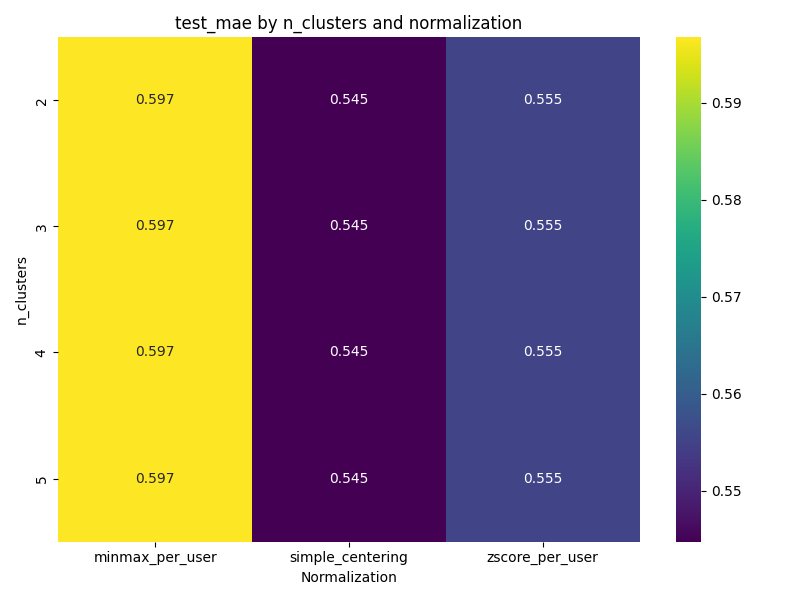 test_mae by n_clusters and normalization
2 0.597 0.545 0.555
3 0.597 0.545 0.555
4 0.597 0.545 0.555
5 0.597 0.545 0.555
n_clusters
minmax_per_user simple_centering zscore_per_user
Normalization
0.59
0.58
0.57
0.56
0.55